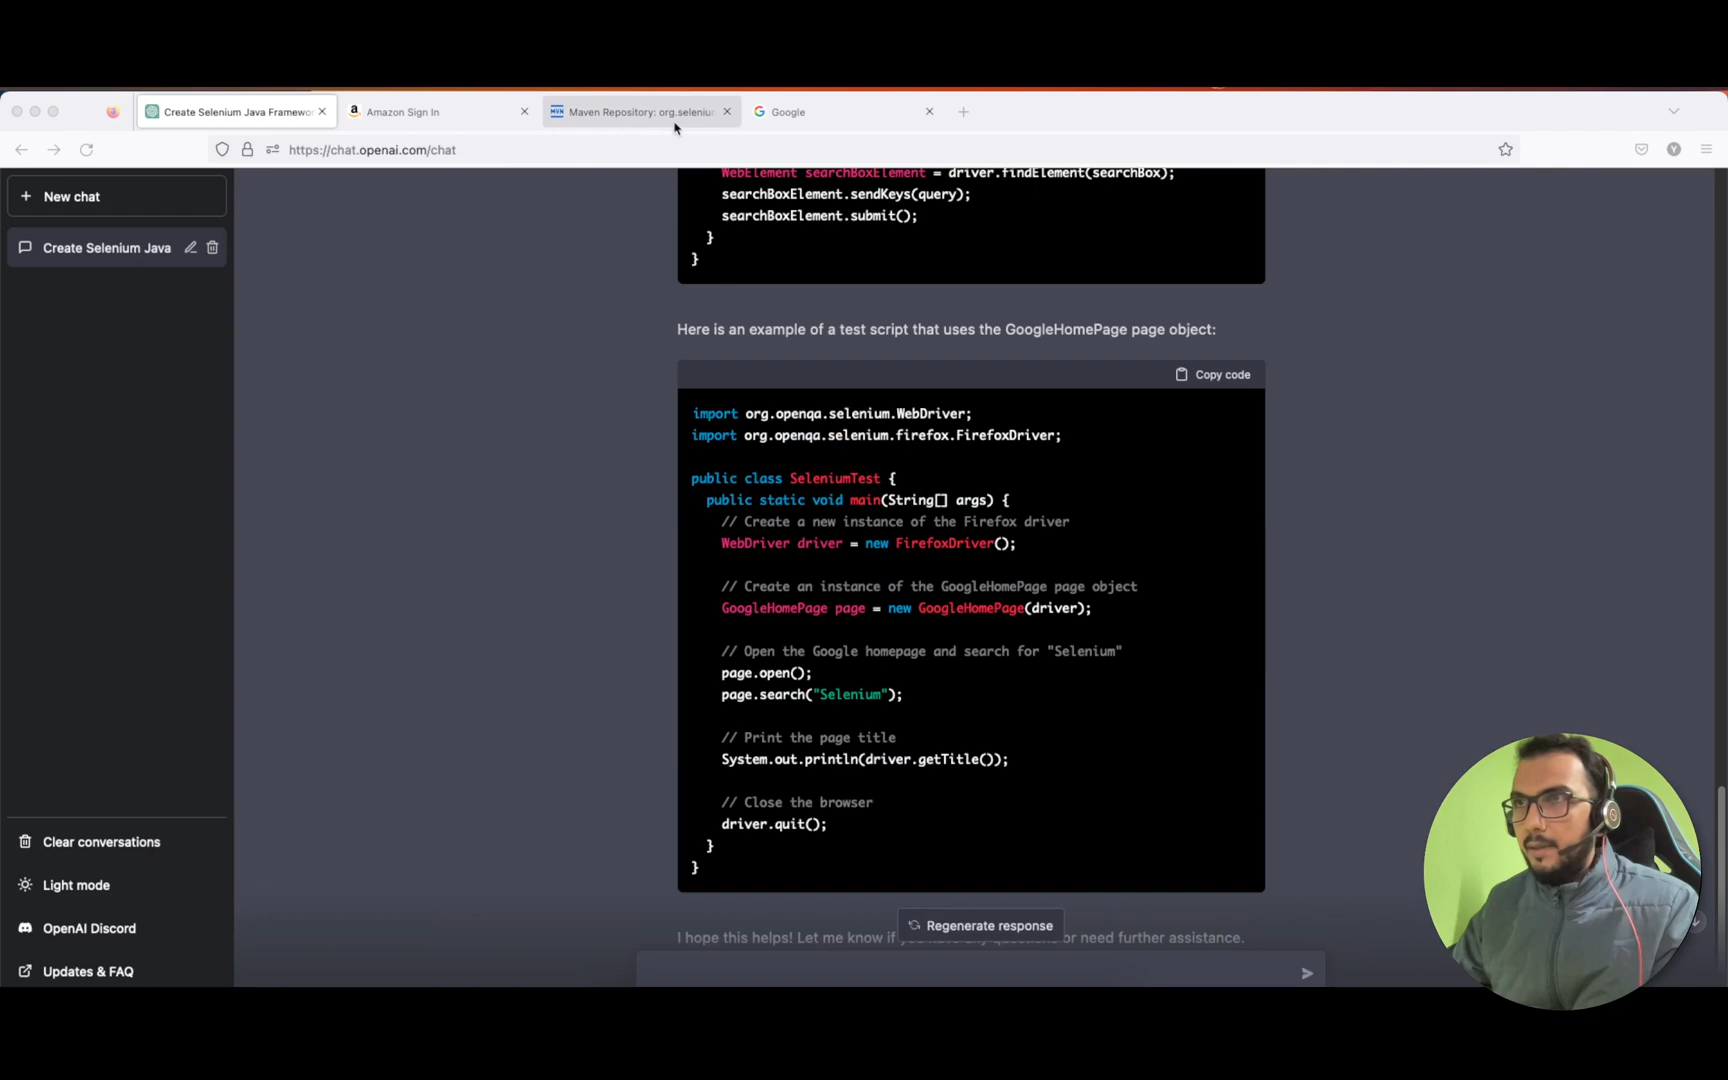 Create Selenium Java Framewor
Amazon Sign In
MVN Maven Repository: org.seleniu
Google
https://chat.openai.com/chat
New chat
Create Selenium Java
WebElement searchBoxElement = driver.findElement(searchBox);
searchBoxElement.sendKeys(query);
searchBoxElement.submit();
}
}
Here is an example of a test script that uses the GoogleHomePage page object:
Copy code
import org.openqa.selenium.WebDriver;
import org.openqa.selenium.firefox.FirefoxDriver;
public class SeleniumTest {
public static void main(String[] args) {
// Create a new instance of the Firefox driver
WebDriver driver = new FirefoxDriver();
// Create an instance of the GoogleHomePage page object
GoogleHomePage page = new GoogleHomePage(driver);
// Open the Google homepage and search for "Selenium"
page.open();
page.search("Selenium");
// Print the page title
System.out.println(driver.getTitle());
// Close the browser
driver.quit();
}
}
Regenerate response
I hope this helps! Let me know if or need further assistance.
Clear conversations
Light mode
OpenAI Discord
Updates & FAQ